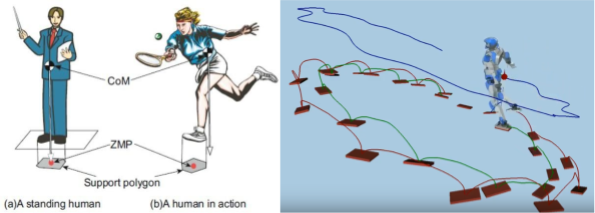 CoM
ZMP
Support polygon
(a)A standing human
(b)A human in action